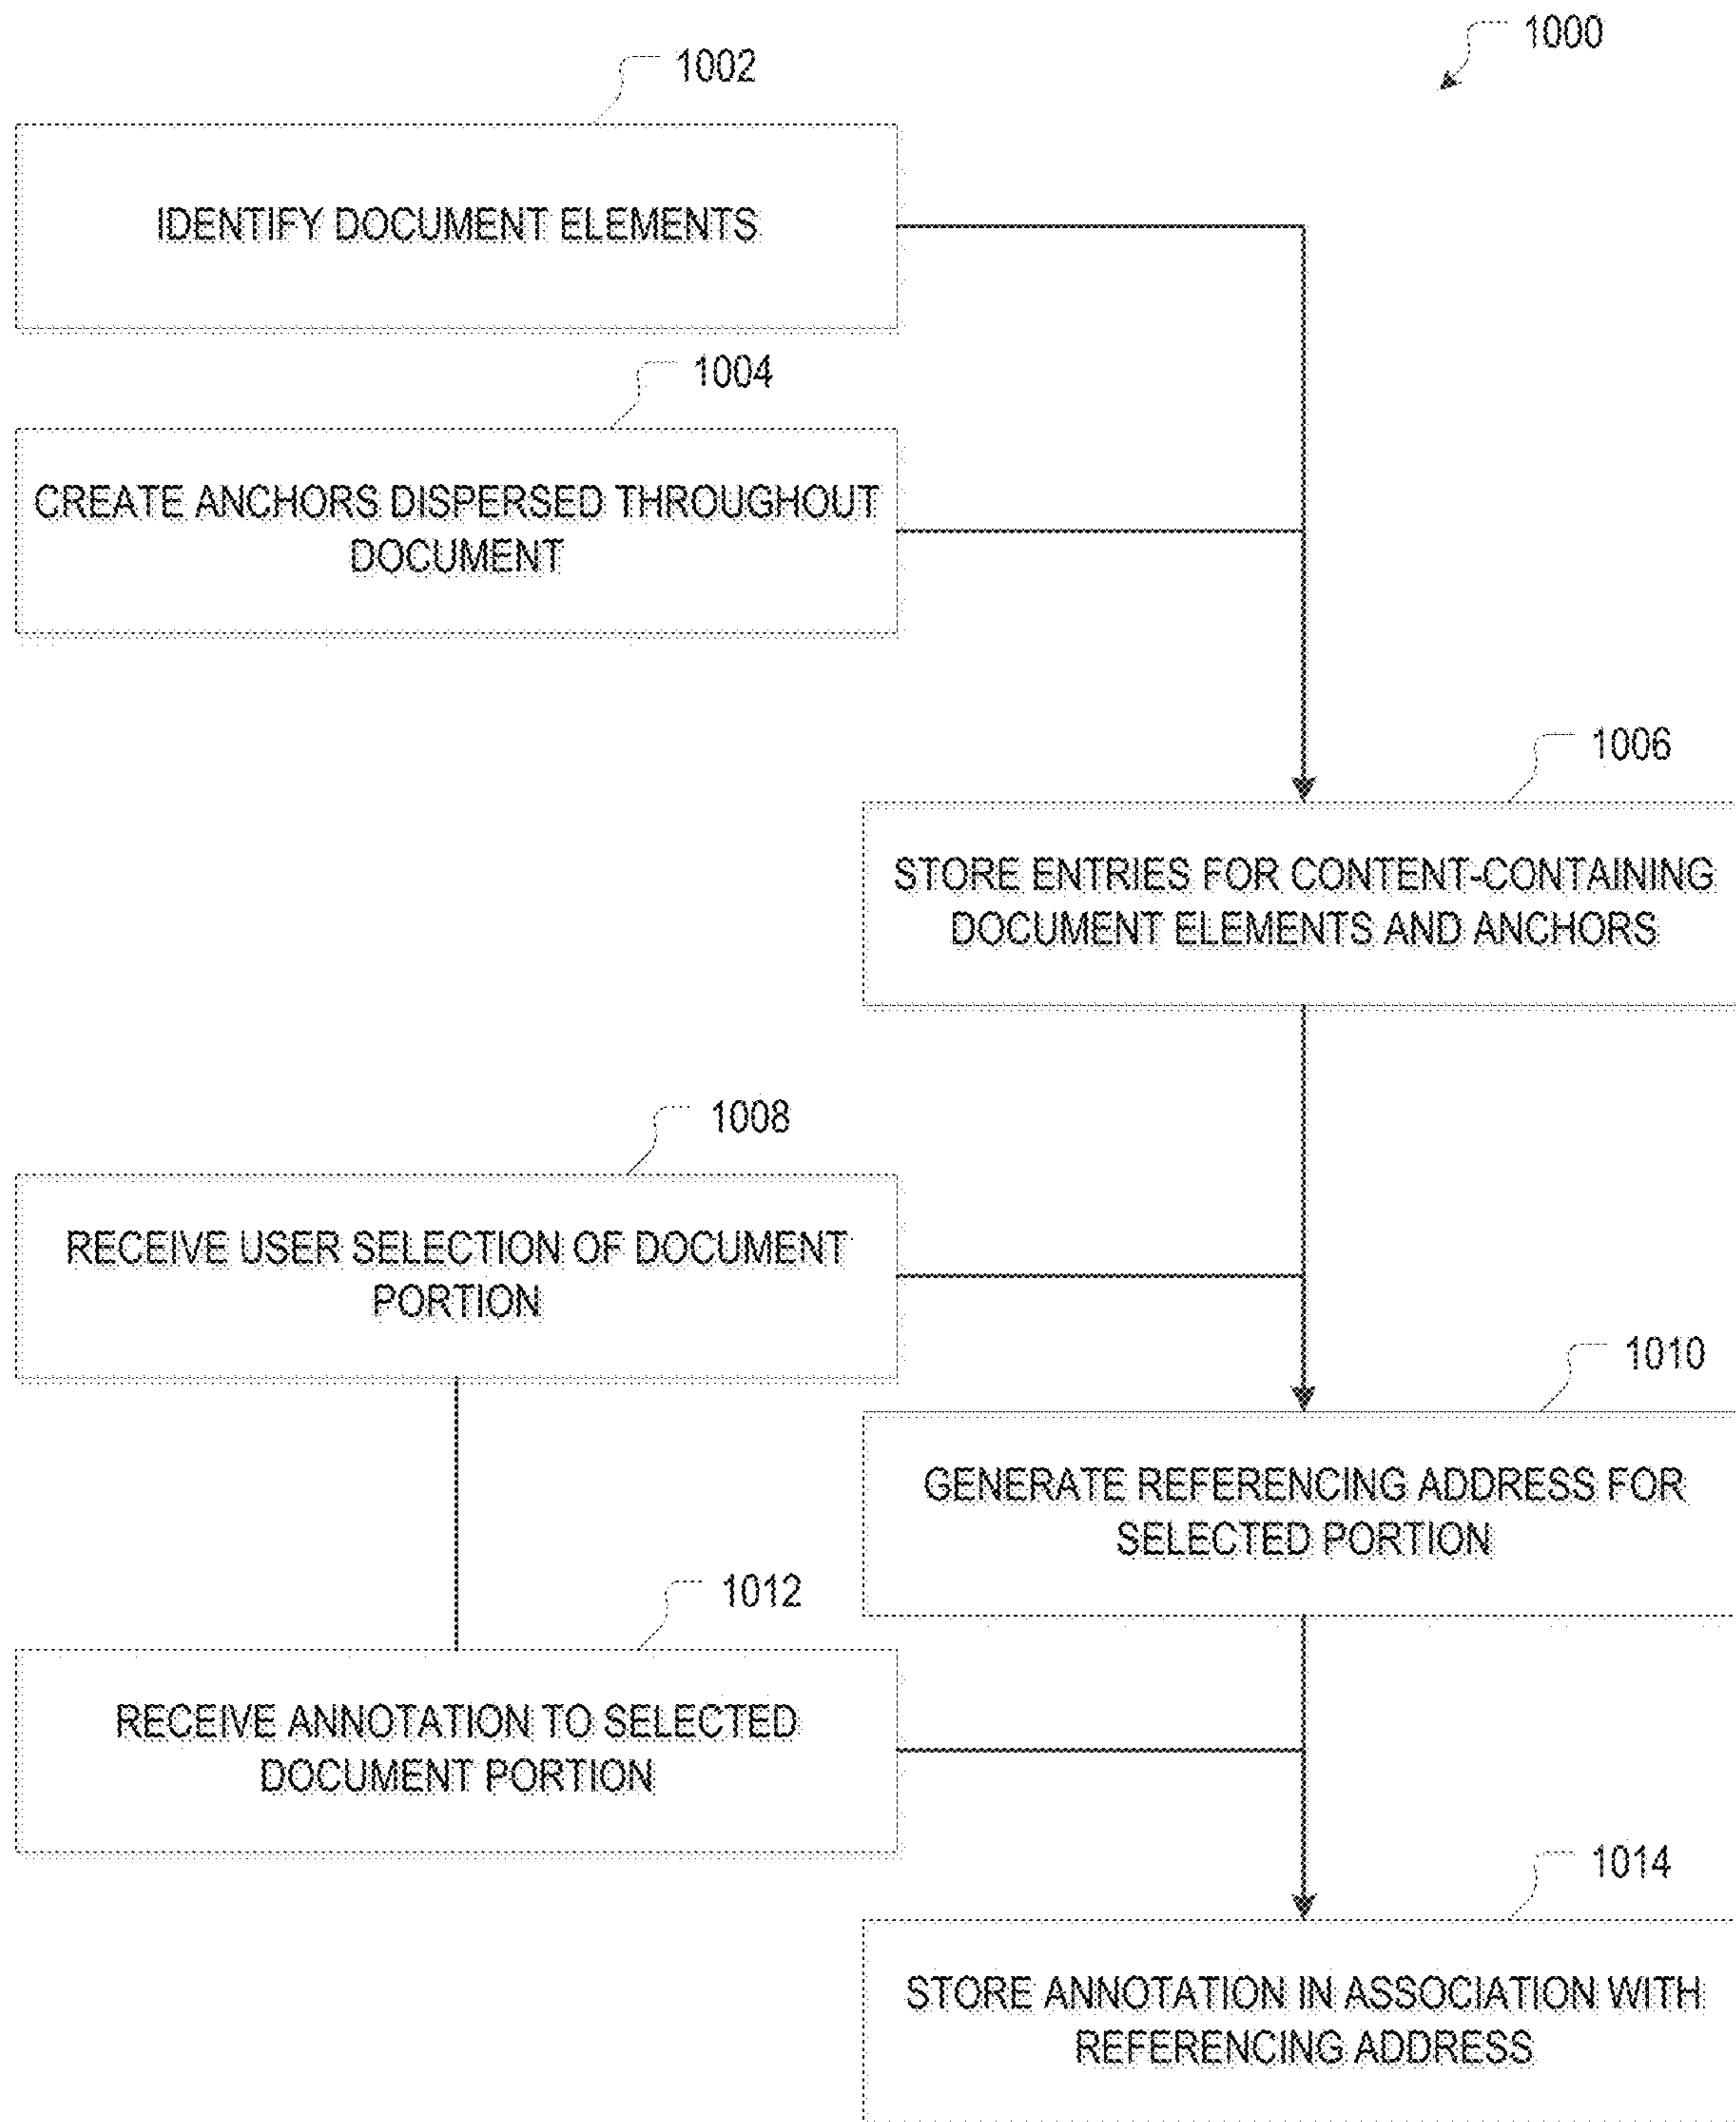 1000
1002
IDENTIFY DOCUMENT ELEMENTS
1004
CREATE ANCHORS DISPERSED THROUGHOUT
DOCUMENT
1006
STORE ENTRIES FOR CONTENT-CONTAINING
DOCUMENT ELEMENTS AND ANCHORS
1008
RECEIVE USER SELECTION OF DOCUMENT
PORTION
1010
GENERATE REFERENCING ADDRESS FOR
SELECTED PORTION
1012
RECEIVE ANNOTATION TO SELECTED
DOCUMENT PORTION
1014
STORE ANNOTATION IN ASSOCIATION WITH
REFERENCING ADDRESS